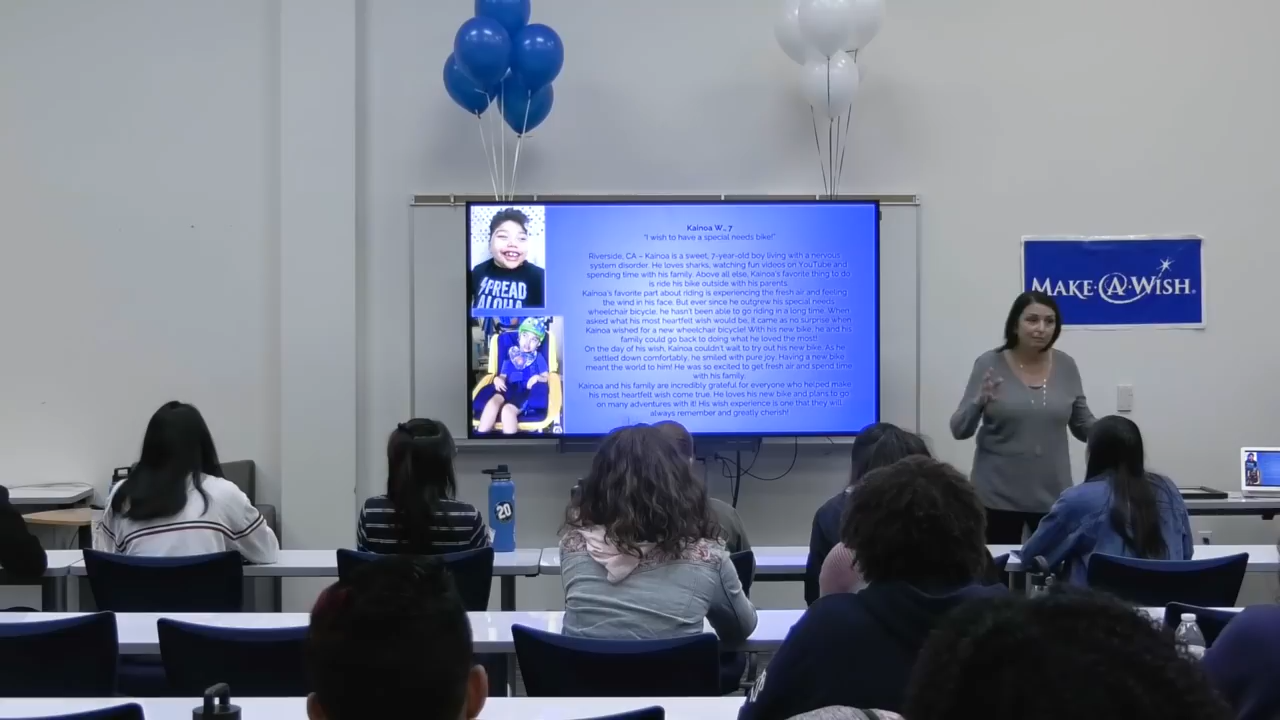 Kainoa W., 7
"I wish to have a special needs bike!"
Riverside, CA – Kainoa is a sweet, 7-year-old boy living with a nervous
system disorder. He loves sharks, watching fun videos on YouTube and
spending time with his family. Above all else, Kainoa's favorite thing to do
is ride his bike outside with his parents.
Kainoa's favorite part about riding is experiencing the fresh air and feeling
the wind in his face. But ever since he outgrew his special needs
wheelchair bicycle, he hasn't been able to go riding in a long time. When
asked what his most heartfelt wish would be, it came as no surprise when
Kainoa wished for a new wheelchair bicycle! With his new bike, he and his
family could go back to doing what he loved the most!
On the day of his wish, Kainoa couldn't wait to try out his new bike. As he
settled down comfortably, he smiled with pure joy. Having a new bike
meant the world to him! He was so excited to get fresh air and spend time
with his family.
Kainoa and his family are incredibly grateful for everyone who helped make
his most heartfelt wish come true. He loves his new bike and plans to go
on many adventures with it! His wish experience is one that they will
always remember and greatly cherish!
SPREAD
ALOHA
MAKE·A·WISH®
20